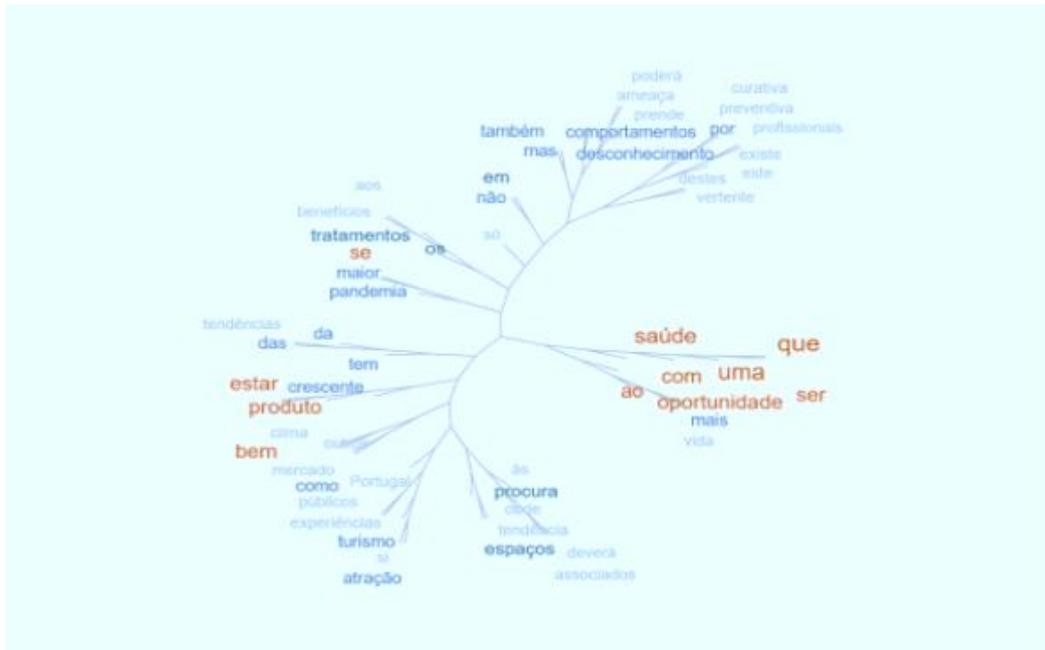 poderá
ameaça
prende
curativa
preventiva
também
comportamentos
por
profissionais
mas
desconhecimento
existe
este
destes
vertente
em
não
aos
benefícios
só
tratamentos
os
se
maior
pandemia
tendências
das
da
tem
estar
crescente
produto
clima
bem
mercado
como
Portugal
públicos
experiências
turismo
si
atração
às
procura
tendência
espaços
deverá
associados
saúde
que
com
uma
ao
oportunidade
ser
mais
vida